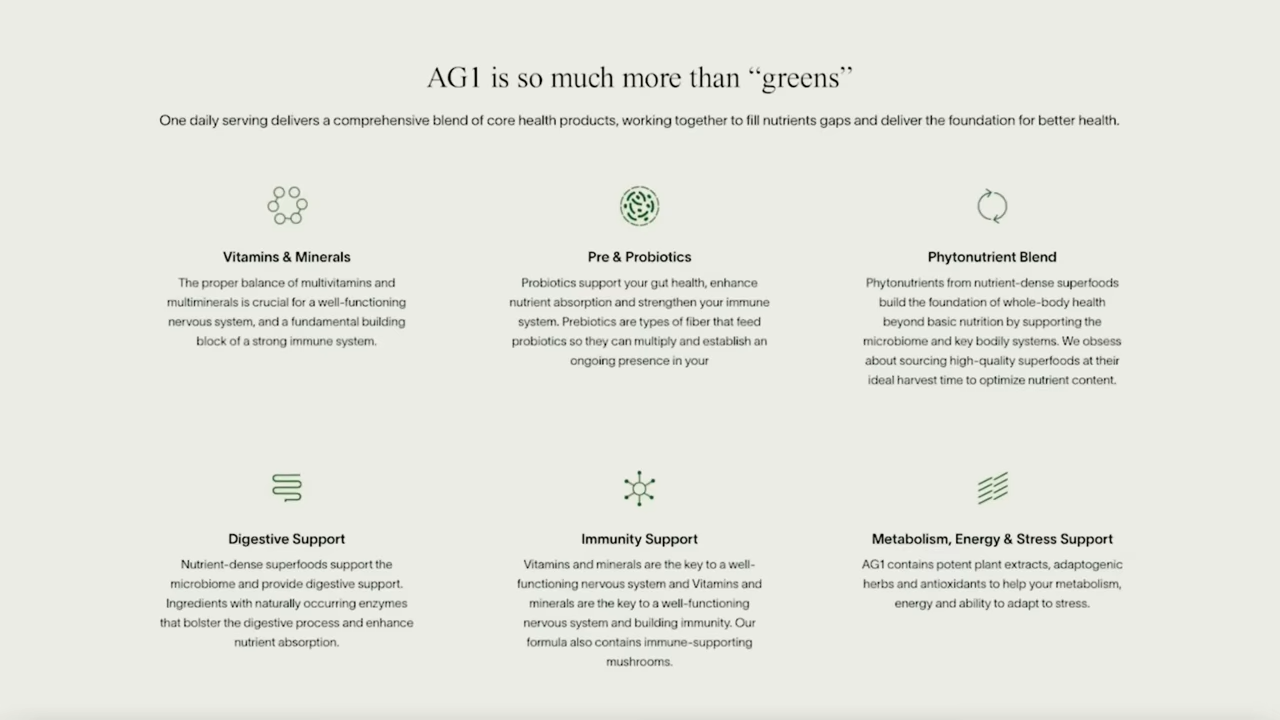 AG1 is so much more than “greens”
One daily serving delivers a comprehensive blend of core health products, working together to fill nutrients gaps and deliver the foundation for better health.
Vitamins & Minerals
The proper balance of multivitamins and
multiminerals is crucial for a well-functioning
nervous system, and a fundamental building
block of a strong immune system.
Pre & Probiotics
Probiotics support your gut health, enhance
nutrient absorption and strengthen your immune
system. Prebiotics are types of fiber that feed
probiotics so they can multiply and establish an
ongoing presence in your
Phytonutrient Blend
Phytonutrients from nutrient-dense superfoods
build the foundation of whole-body health
beyond basic nutrition by supporting the
microbiome and key bodily systems. We obsess
about sourcing high-quality superfoods at their
ideal harvest time to optimize nutrient content.
Digestive Support
Nutrient-dense superfoods support the
microbiome and provide digestive support.
Ingredients with naturally occurring enzymes
that bolster the digestive process and enhance
nutrient absorption.
Immunity Support
Vitamins and minerals are the key to a well-
functioning nervous system and Vitamins and
minerals are the key to a well-functioning
nervous system and building immunity. Our
formula also contains immune-supporting
mushrooms.
Metabolism, Energy & Stress Support
AG1 contains potent plant extracts, adaptogenic
herbs and antioxidants to help your metabolism,
energy and ability to adapt to stress.